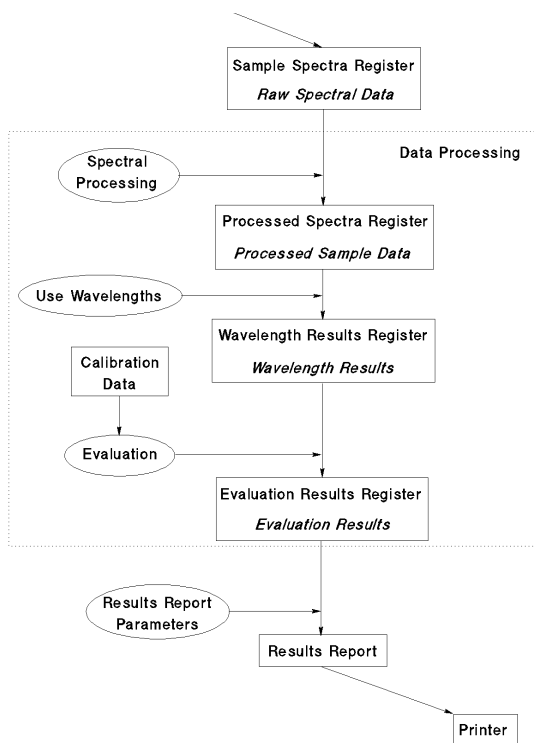 Sample Spectra Register
Raw Spectral Data
Data Processing
Spectral
Processing
Processed Spectra Register
Processed Sample Data
Use Wavelengths
Wavelength Results Register
Wavelength Results
Calibration
Data
Evaluation
Evaluation Results Register
Evaluation Results
Results Report
Parameters
Results Report
Printer